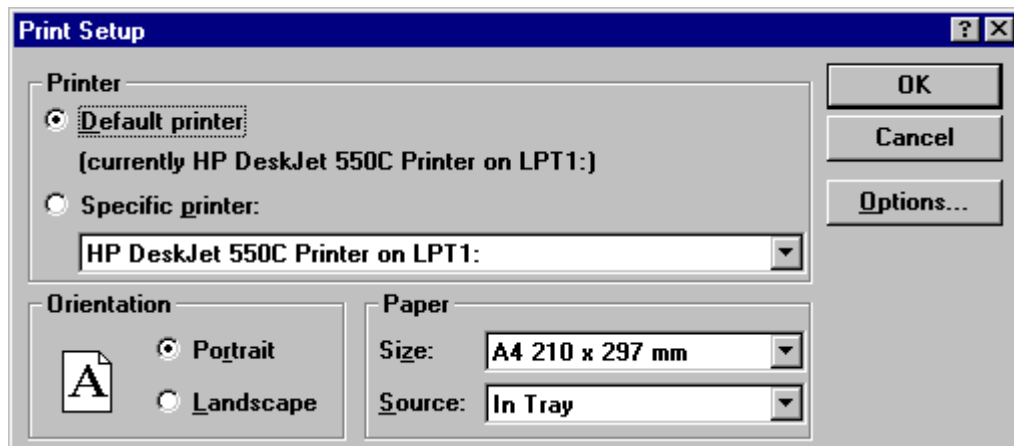 Print Setup
Printer
OK
Default printer
(currently HP DeskJet 550C Printer on LPT1:)
Cancel
Specific printer:
Options...
HP DeskJet 550C Printer on LPT1:
Orientation
Paper
A
Portrait
Size: A4 210 x 297 mm
Landscape
Source: In Tray